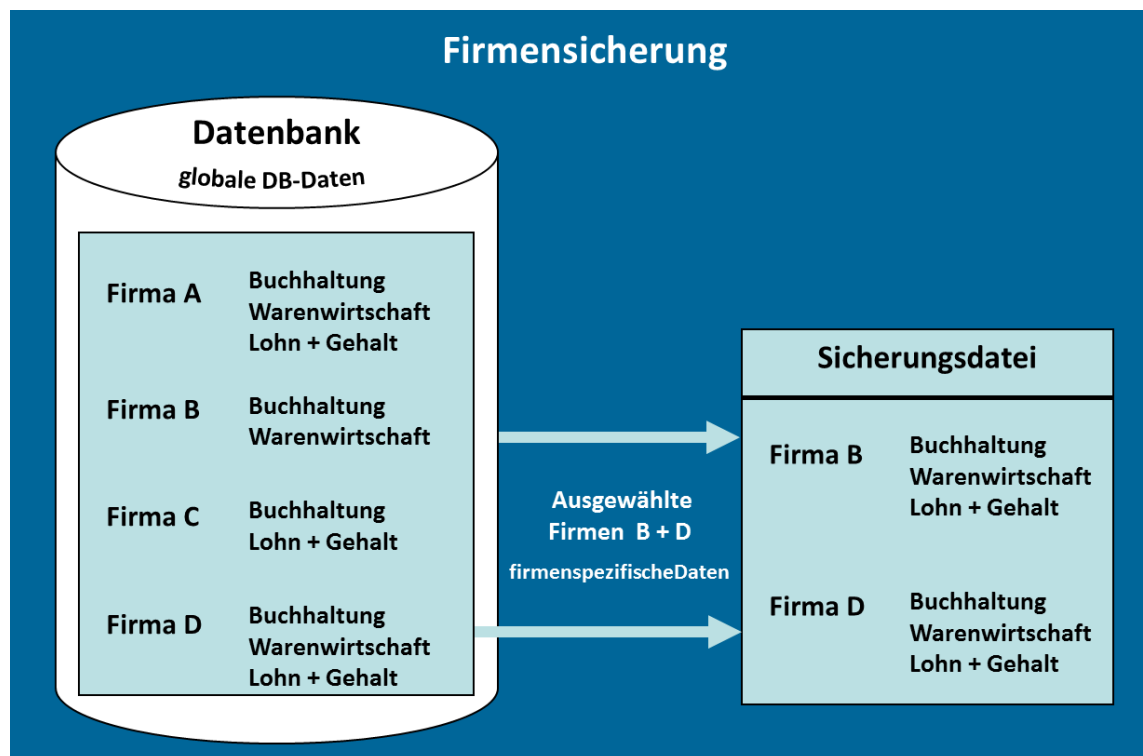 Firmensicherung
Datenbank
globale DB-Daten
Firma A
Buchhaltung
Warenwirtschaft
Lohn + Gehalt
Firma B
Buchhaltung
Warenwirtschaft
Firma C
Buchhaltung
Lohn + Gehalt
Firma D
Buchhaltung
Warenwirtschaft
Lohn + Gehalt
Ausgewählte
Firmen B + D
firmenspezifischeDaten
Sicherungsdatei
Firma B
Buchhaltung
Warenwirtschaft
Lohn + Gehalt
Firma D
Buchhaltung
Warenwirtschaft
Lohn + Gehalt